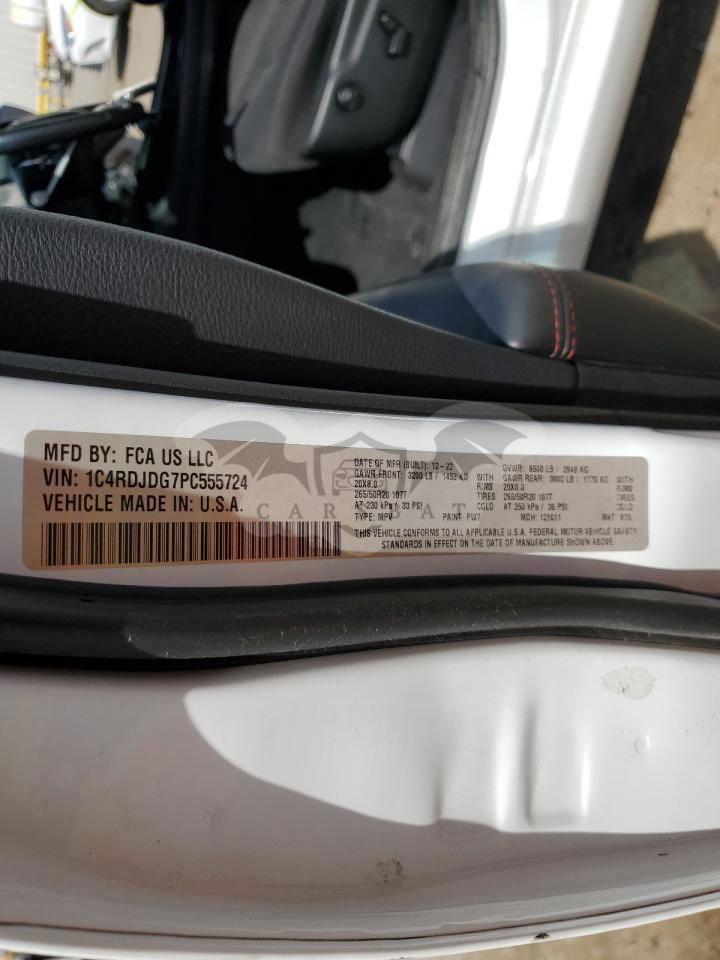 MFD BY: FCA US LLC
VIN: 1C4RDJDG7PC555724
VEHICLE MADE IN: U.S.A.
DATE OF MFR (BUILT): 12-22 GVWR: 6500 LB / 2948 KG
GAWR FRONT: 3200 LB / 1452 KG WITH GAWR REAR: 3900 LB / 1770 KG WITH
20X8.0 RIMS 20X8.0 RIMS
265/50R20 107T TIRES 265/50R20 107T TIRES
AT 230 kPa / 33 PSI COLD AT 250 kPa / 36 PSI COLD
TYPE: MPV PAINT: PW7 MDH: 121011
THIS VEHICLE CONFORMS TO ALL APPLICABLE U.S.A. FEDERAL MOTOR VEHICLE SAFETY
STANDARDS IN EFFECT ON THE DATE OF MANUFACTURE SHOWN ABOVE